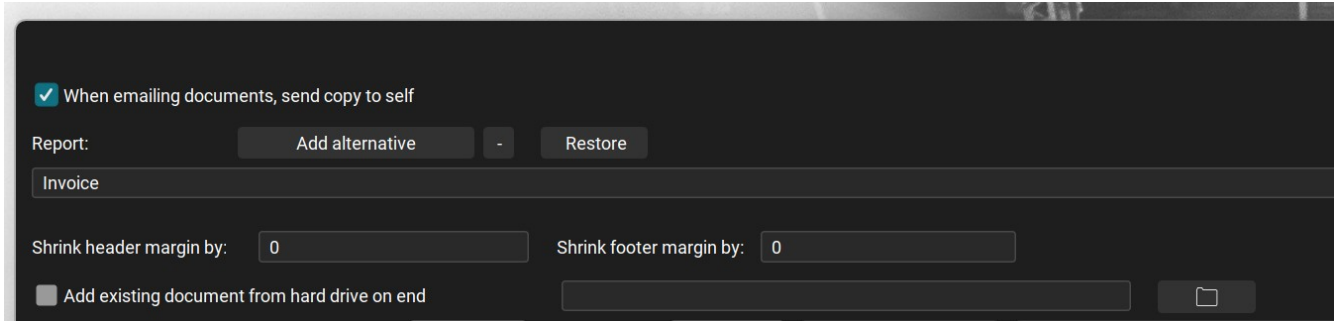 When emailing documents, send copy to self
Report: Add alternative - Restore
Invoice
Shrink header margin by: 0 Shrink footer margin by: 0
Add existing document from hard drive on end